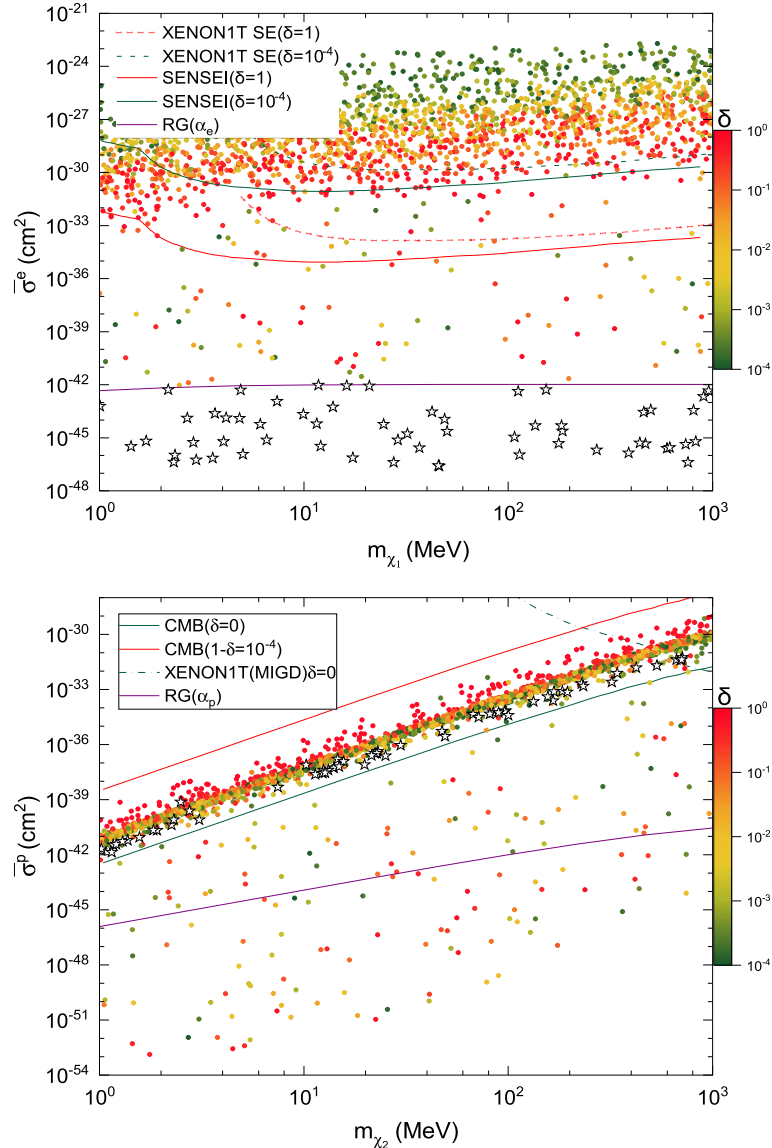 10⁻²¹
XENON1T SE(δ=1)
XENON1T SE(δ=10⁻⁴)
SENSEI(δ=1)
SENSEI(δ=10⁻⁴)
RG(αₑ)
10⁻²⁴
10⁻²⁷
10⁻³⁰
10⁻³³
10⁻³⁶
10⁻³⁹
10⁻⁴²
10⁻⁴⁵
10⁻⁴⁸
σ̅ᵉ (cm²)
10⁰
10¹
10²
10³
m_χ₁ (MeV)
δ
10⁰
10⁻¹
10⁻²
10⁻³
10⁻⁴
CMB(δ=0)
CMB(1-δ=10⁻⁴)
XENON1T(MIGD)δ=0
RG(αₚ)
10⁻³⁰
10⁻³³
10⁻³⁶
10⁻³⁹
10⁻⁴²
10⁻⁴⁵
10⁻⁴⁸
10⁻⁵¹
10⁻⁵⁴
σ̅ᵖ (cm²)
10⁰
10¹
10²
10³
m_χ₂ (MeV)
δ
10⁰
10⁻¹
10⁻²
10⁻³
10⁻⁴